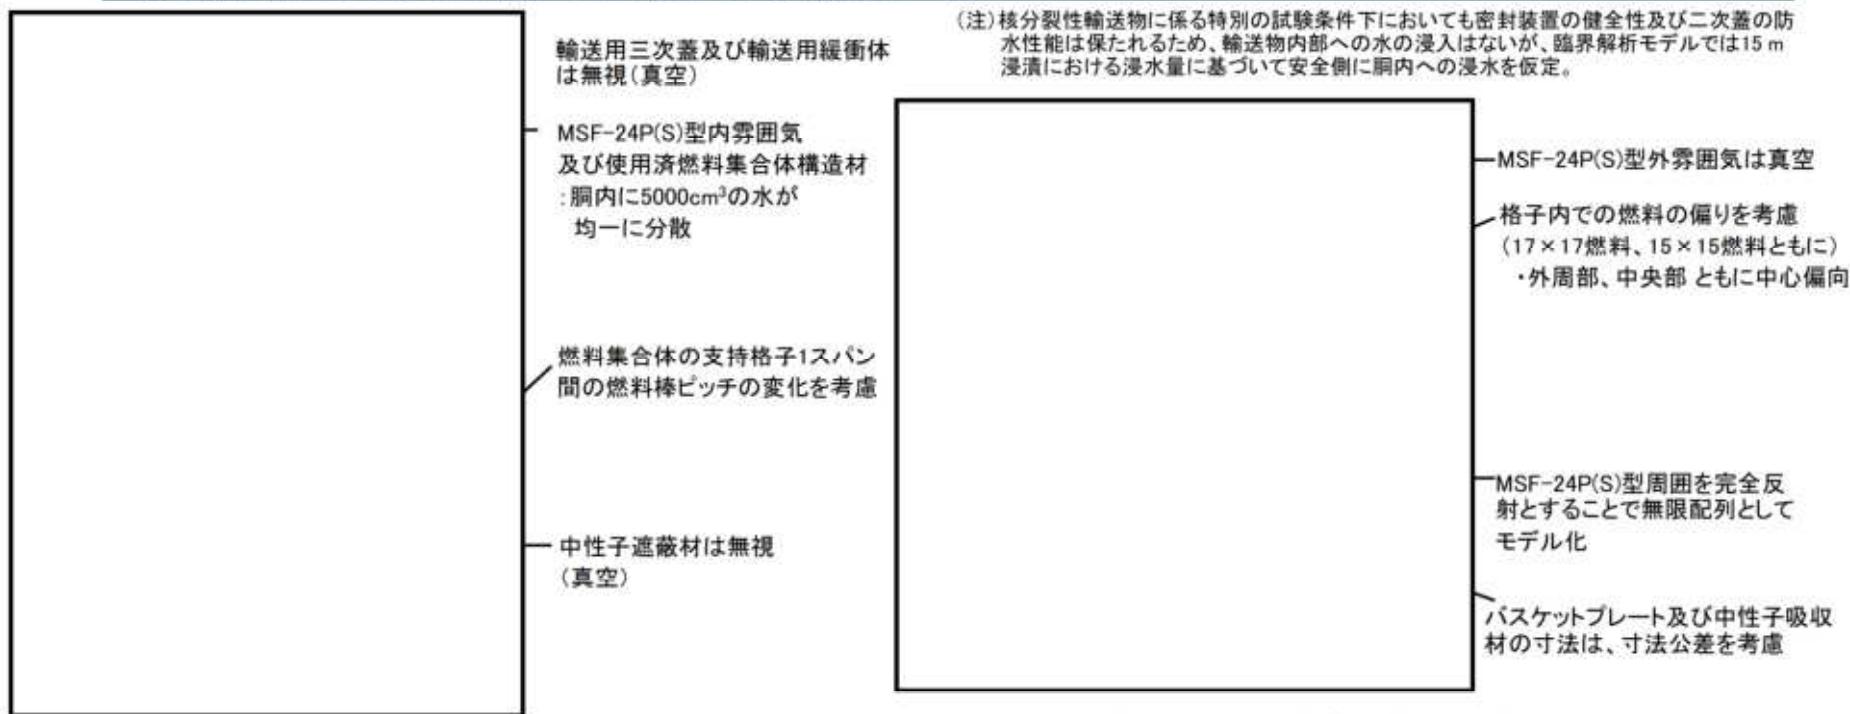 輸送用三次蓋及び輸送用緩衝体
は無視(真空)
MSF-24P(S)型内雰囲気
及び使用済燃料集合体構造材
:胴内に5000cm³の水が
均一に分散
燃料集合体の支持格子1スパン
間の燃料棒ピッチの変化を考慮
中性子遮蔽材は無視
(真空)
(注)核分裂性輸送物に係る特別の試験条件下においても密封装置の健全性及び二次蓋の防
水性能は保たれるため、輸送物内部への水の浸入はないが、臨界解析モデルでは15 m
浸漬における浸水量に基づいて安全側に胴内への浸水を仮定。
MSF-24P(S)型外雰囲気は真空
格子内での燃料の偏りを考慮
(17×17燃料、15×15燃料ともに)
・外周部、中央部 ともに中心偏向
MSF-24P(S)型周囲を完全反
射とすることで無限配列として
モデル化
バスケットプレート及び中性子吸収
材の寸法は、寸法公差を考慮